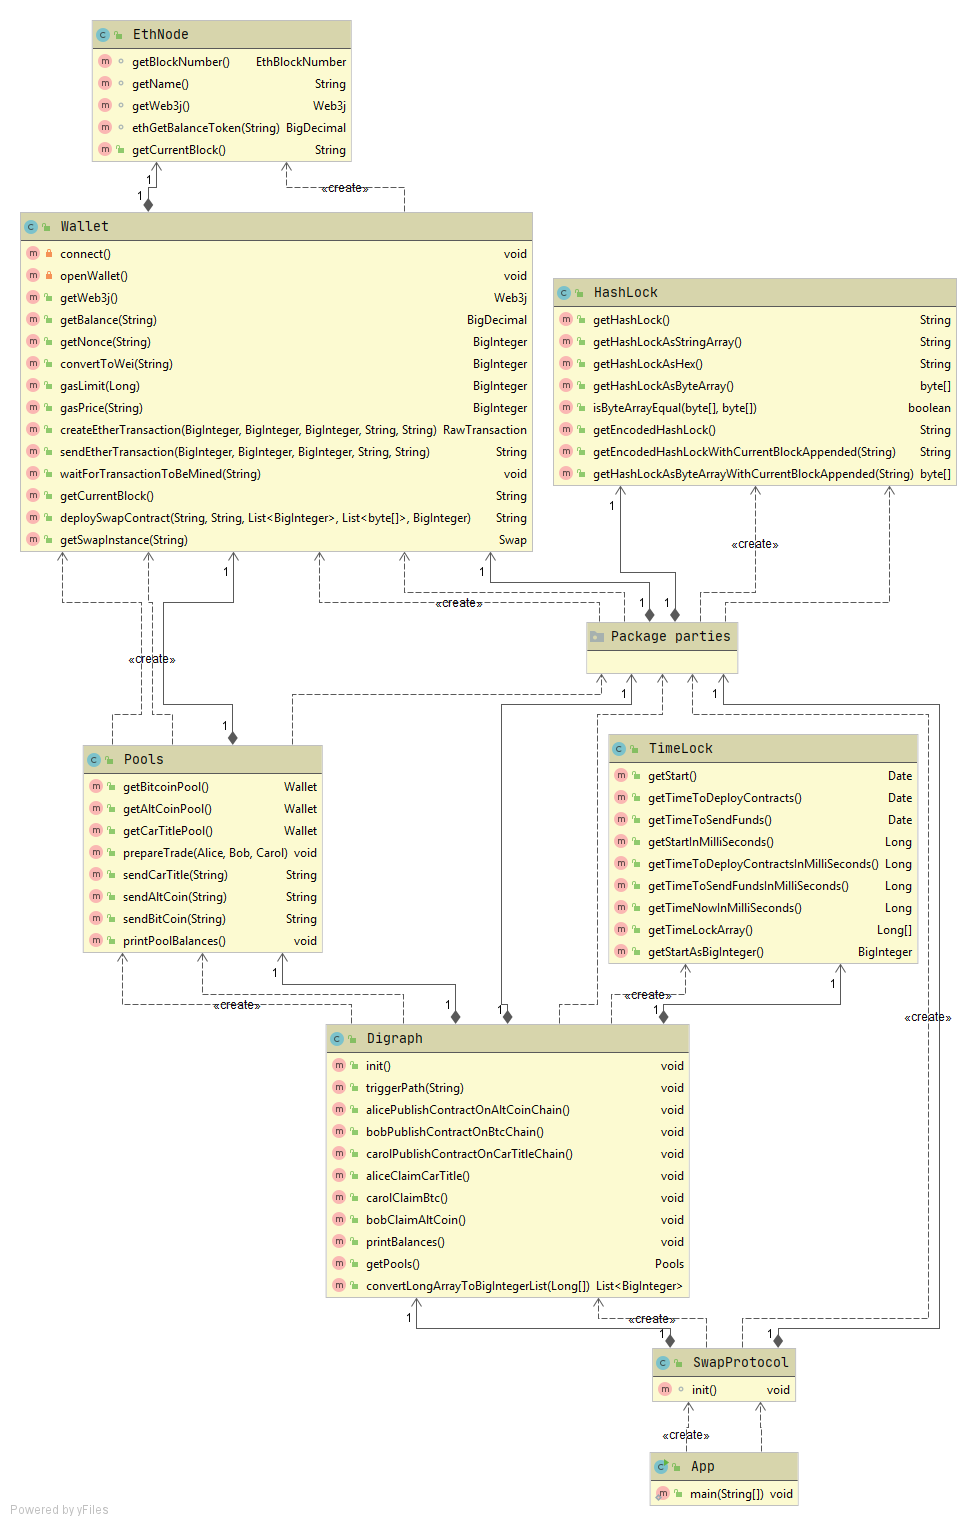 EthNode
getBlockNumber() EthBlockNumber
getName() String
getWeb3j() Web3j
ethGetBalanceToken(String) BigDecimal
getCurrentBlock() String
1
1
«create»
Wallet
connect() void
openWallet() void
getWeb3j() Web3j
getBalance(String) BigDecimal
getNonce(String) BigInteger
convertToWei(String) BigInteger
gasLimit(Long) BigInteger
gasPrice(String) BigInteger
createEtherTransaction(BigInteger, BigInteger, BigInteger, String, String) RawTransaction
sendEtherTransaction(BigInteger, BigInteger, BigInteger, String, String) String
waitForTransactionToBeMined(String) void
getCurrentBlock() String
deploySwapContract(String, String, List<BigInteger>, List<byte[]>, BigInteger) String
getSwapInstance(String) Swap
HashLock
getHashLock() String
getHashLockAsStringArray() String
getHashLockAsHex() String
getHashLockAsByteArray() byte[]
isByteArrayEqual(byte[], byte[]) boolean
getEncodedHashLock() String
getEncodedHashLockWithCurrentBlockAppended(String) String
getHashLockAsByteArrayWithCurrentBlockAppended(String) byte[]
1
«create»
1
1
«create»
1
1
Package parties
«create»
1
1
1
Pools
getBitcoinPool() Wallet
getAltCoinPool() Wallet
getCarTitlePool() Wallet
prepareTrade(Alice, Bob, Carol) void
sendCarTitle(String) String
sendAltCoin(String) String
sendBitCoin(String) String
printPoolBalances() void
TimeLock
getStart() Date
getTimeToDeployContracts() Date
getTimeToSendFunds() Date
getStartInMilliSeconds() Long
getTimeToDeployContractsInMilliSeconds() Long
getTimeToSendFundsInMilliSeconds() Long
getTimeNowInMilliSeconds() Long
getTimeLockArray() Long[]
getStartAsBigInteger() BigInteger
1
1
«create»
«create»
1
1
1
«create»
Digraph
init() void
triggerPath(String) void
alicePublishContractOnAltCoinChain() void
bobPublishContractOnBtcChain() void
carolPublishContractOnCarTitleChain() void
aliceClaimCarTitle() void
carolClaimBtc() void
bobClaimAltCoin() void
printBalances() void
getPools() Pools
convertLongArrayToBigIntegerList(Long[]) List<BigInteger>
1
«create»
1
1
SwapProtocol
init() void
«create»
App
main(String[]) void
Powered by yFiles